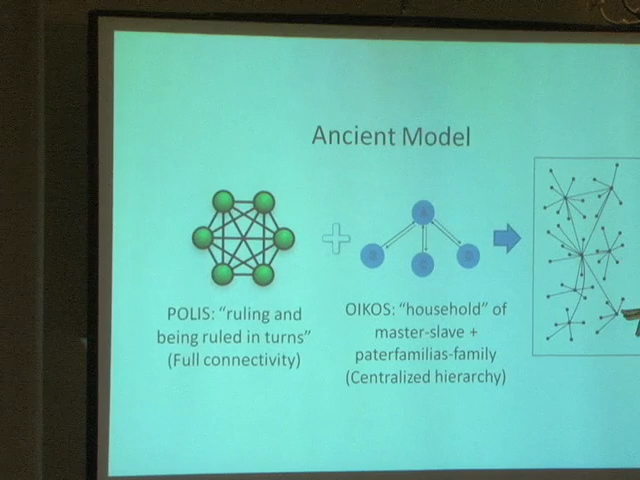 Ancient Model
POLIS: “ruling and
being ruled in turns”
(Full connectivity)
OIKOS: “household” of
master-slave +
paterfamilias-family
(Centralized hierarchy)
A
B
C
D